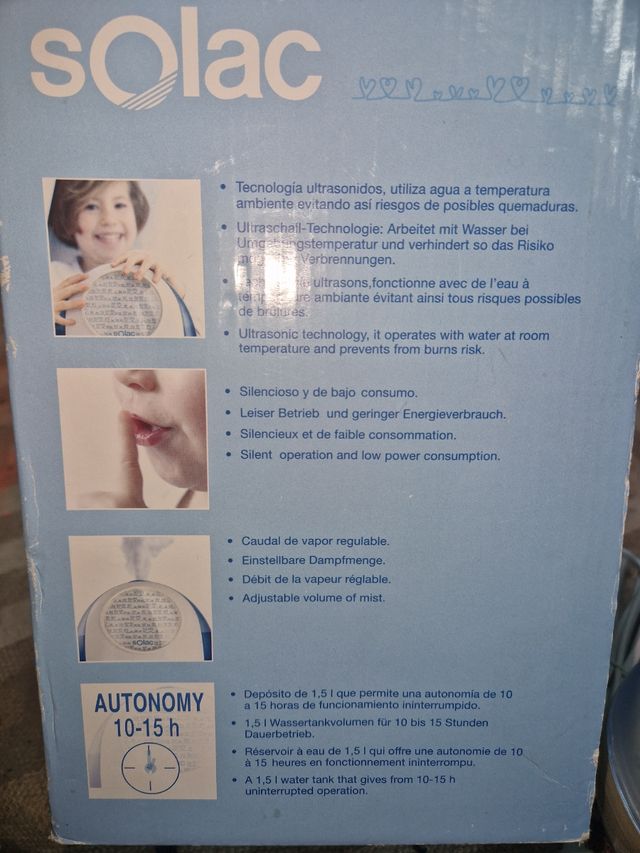 solac
• Tecnología ultrasonidos, utiliza agua a temperatura
ambiente evitando así riesgos de posibles quemaduras.
• Ultraschall-Technologie: Arbeitet mit Wasser bei
Umgebungstemperatur und verhindert so das Risiko
Verbrennungen.
• ultrasons,fonctionne avec de l'eau à
température ambiante évitant ainsi tous risques possibles
de brûlures.
• Ultrasonic technology, it operates with water at room
temperature and prevents from burns risk.
solac
• Silencioso y de bajo consumo.
• Leiser Betrieb und geringer Energieverbrauch.
• Silencieux et de faible consommation.
• Silent operation and low power consumption.
• Caudal de vapor regulable.
• Einstellbare Dampfmenge.
• Débit de la vapeur réglable.
• Adjustable volume of mist.
solac
AUTONOMY
10-15 h
• Depósito de 1,5 l que permite una autonomía de 10
a 15 horas de funcionamiento ininterrumpido.
• 1,5 l Wassertankvolumen für 10 bis 15 Stunden
Dauerbetrieb.
• Réservoir à eau de 1,5 l qui offre une autonomie de 10
à 15 heures en fonctionnement ininterrompu.
• A 1,5 l water tank that gives from 10-15 h
uninterrupted operation.